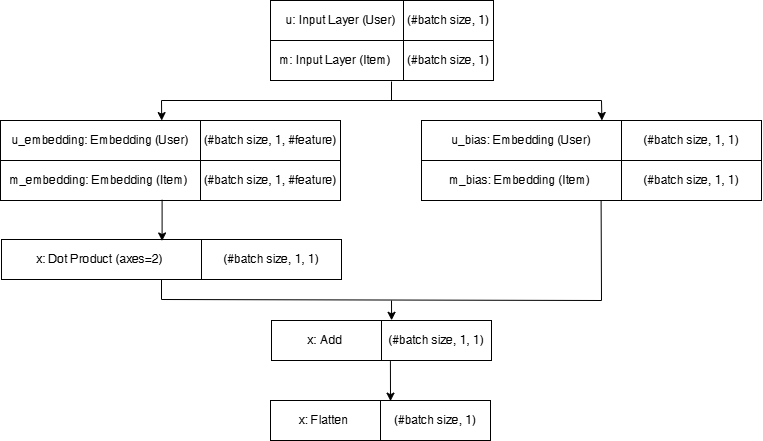 u: Input Layer (User) (#batch size, 1)
m: Input Layer (Item) (#batch size, 1)
u_embedding: Embedding (User) (#batch size, 1, #feature)
m_embedding: Embedding (Item) (#batch size, 1, #feature)
u_bias: Embedding (User) (#batch size, 1, 1)
m_bias: Embedding (Item) (#batch size, 1, 1)
x: Dot Product (axes=2) (#batch size, 1, 1)
x: Add (#batch size, 1, 1)
x: Flatten (#batch size, 1)